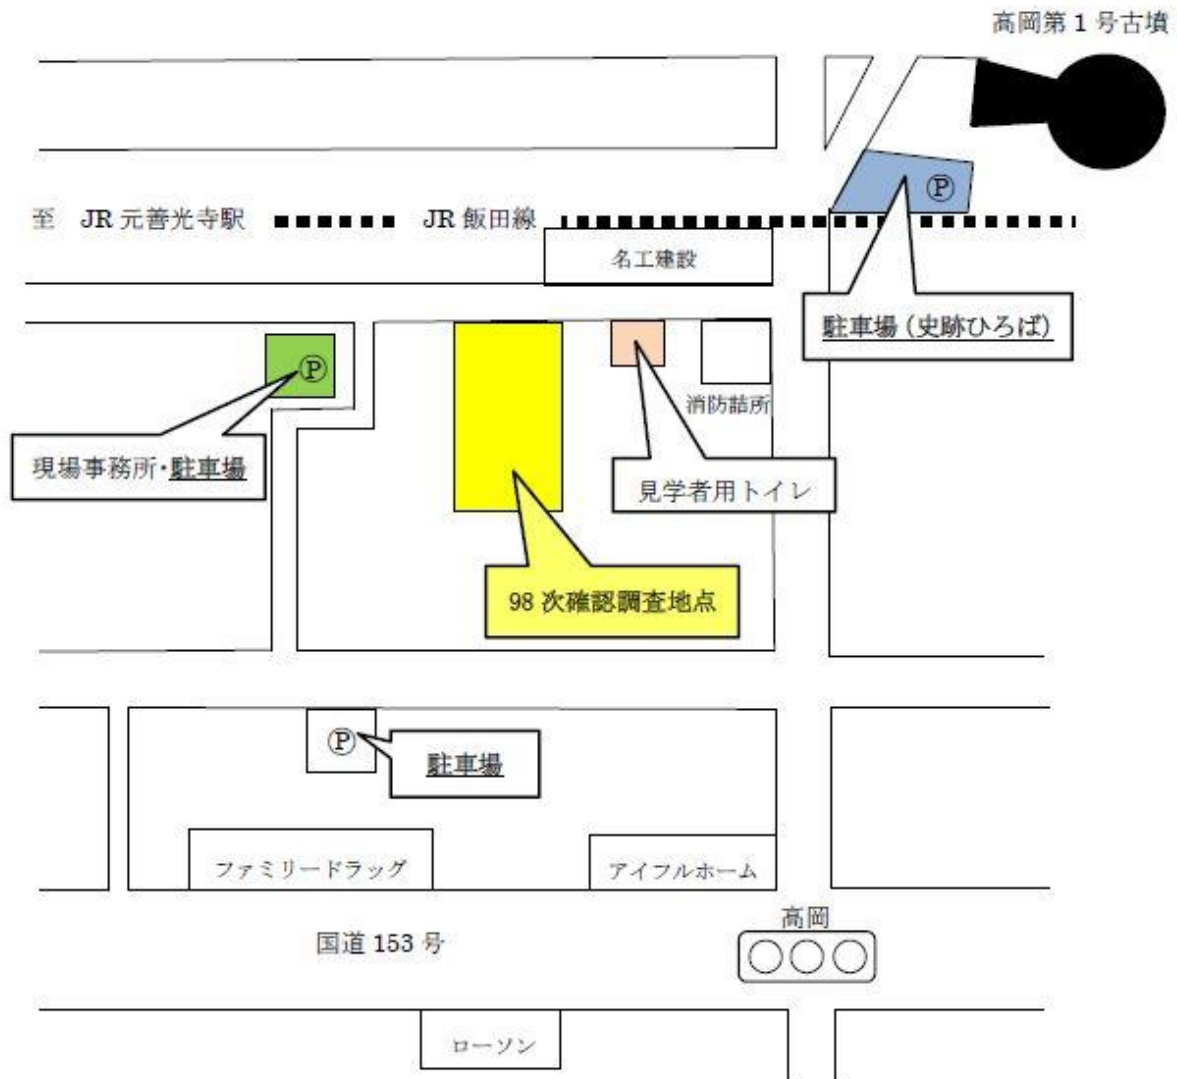 高岡第1号古墳
Ⓟ
至 JR元善光寺駅
JR飯田線
名工建設
駐車場(史跡ひろば)
Ⓟ
消防詰所
現場事務所・駐車場
見学者用トイレ
98次確認調査地点
Ⓟ
駐車場
ファミリードラッグ
アイフルホーム
高岡
国道153号
ローソン